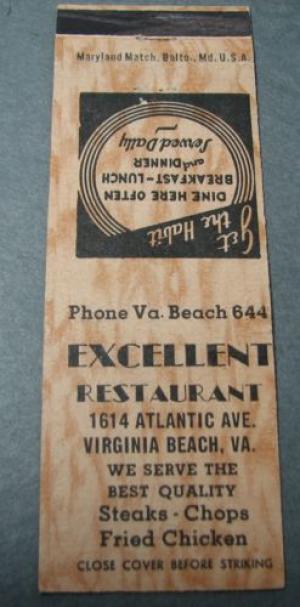 Maryland Match, Balto., Md. U.S.A.
Get the Habit
DINE HERE OFTEN
BREAKFAST-LUNCH
and DINNER
Served Daily
Phone Va. Beach 644
EXCELLENT
RESTAURANT
1614 ATLANTIC AVE.
VIRGINIA BEACH, VA.
WE SERVE THE
BEST QUALITY
Steaks - Chops
Fried Chicken
CLOSE COVER BEFORE STRIKING